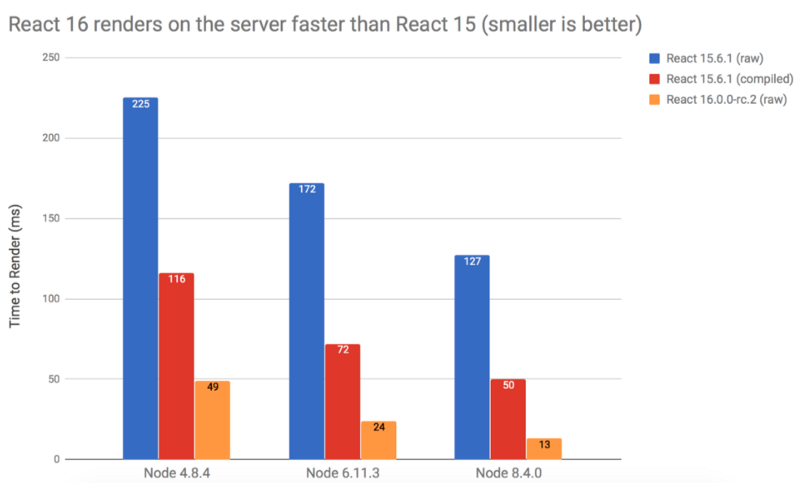 React 16 renders on the server faster than React 15 (smaller is better)
React 15.6.1 (raw)
React 15.6.1 (compiled)
React 16.0.0-rc.2 (raw)
Time to Render (ms)
250
200
150
100
50
0
225
116
49
172
72
24
127
50
13
Node 4.8.4
Node 6.11.3
Node 8.4.0